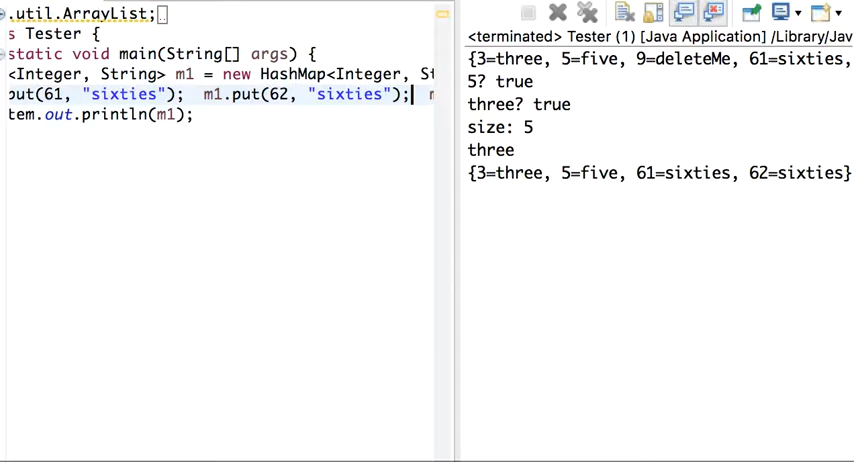 .util.ArrayList;
s Tester {
static void main(String[] args) {
<Integer, String> m1 = new HashMap<Integer, St
put(61, "sixties");  m1.put(62, "sixties");  m
tem.out.println(m1);
<terminated> Tester (1) [Java Application] /Library/Jav
{3=three, 5=five, 9=deleteMe, 61=sixties,
5? true
three? true
size: 5
three
{3=three, 5=five, 61=sixties, 62=sixties}